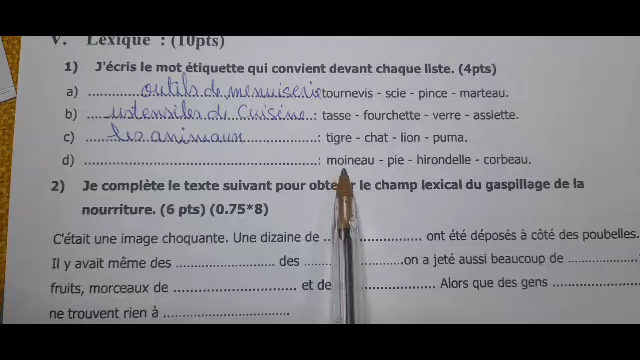 V. Lexique : (10pts)
1) J'écris le mot étiquette qui convient devant chaque liste. (4pts)
a) ..........outils de menuiserie tournevis - scie - pince - marteau.
b) ......ustensiles de Cuisine..: tasse - fourchette - verre - assiette.
c) ........les animaux....................: tigre - chat - lion - puma.
d) ..................................................: moineau - pie - hirondelle - corbeau.
2) Je complète le texte suivant pour obtenir le champ lexical du gaspillage de la
nourriture. (6 pts) (0.75*8)
C'était une image choquante. Une dizaine de .................. ont été déposés à côté des poubelles.
Il y avait même des ........................ des ........................on a jeté aussi beaucoup de .................
fruits, morceaux de .............................. et de ........................ Alors que des gens .....................
ne trouvent rien à ..............................